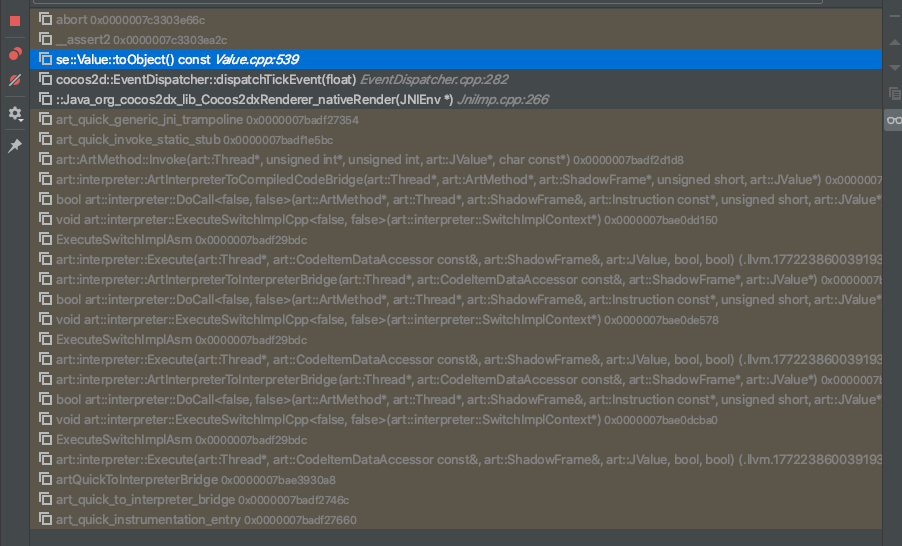 abort 0x0000007c3303e66c
__assert2 0x0000007c3303ea2c
se::Value::toObject() const Value.cpp:539
cocos2d::EventDispatcher::dispatchTickEvent(float) EventDispatcher.cpp:282
::Java_org_cocos2dx_lib_Cocos2dxRenderer_nativeRender(JNIEnv *) JniImp.cpp:266
art_quick_generic_jni_trampoline 0x0000007badf27354
art_quick_invoke_static_stub 0x0000007badf1e5bc
art::ArtMethod::Invoke(art::Thread*, unsigned int*, unsigned int, art::JValue*, char const*) 0x0000007badf2d1d8
art::interpreter::ArtInterpreterToCompiledCodeBridge(art::Thread*, art::ArtMethod*, art::ShadowFrame*, unsigned short, art::JValue*) 0x0000007
bool art::interpreter::DoCall<false, false>(art::ArtMethod*, art::Thread*, art::ShadowFrame&, art::Instruction const*, unsigned short, art::JValue*
void art::interpreter::ExecuteSwitchImplCpp<false, false>(art::interpreter::SwitchImplContext*) 0x0000007bae0dd150
ExecuteSwitchImplAsm 0x0000007badf29bdc
art::interpreter::Execute(art::Thread*, art::CodeItemDataAccessor const&, art::ShadowFrame&, art::JValue, bool, bool) (.llvm.177223860039193
art::interpreter::ArtInterpreterToInterpreterBridge(art::Thread*, art::CodeItemDataAccessor const&, art::ShadowFrame*, art::JValue*) 0x0000007b
bool art::interpreter::DoCall<false, false>(art::ArtMethod*, art::Thread*, art::ShadowFrame&, art::Instruction const*, unsigned short, art::JValue*
void art::interpreter::ExecuteSwitchImplCpp<false, false>(art::interpreter::SwitchImplContext*) 0x0000007bae0de578
ExecuteSwitchImplAsm 0x0000007badf29bdc
art::interpreter::Execute(art::Thread*, art::CodeItemDataAccessor const&, art::ShadowFrame&, art::JValue, bool, bool) (.llvm.177223860039193
art::interpreter::ArtInterpreterToInterpreterBridge(art::Thread*, art::CodeItemDataAccessor const&, art::ShadowFrame*, art::JValue*) 0x0000007b
bool art::interpreter::DoCall<false, false>(art::ArtMethod*, art::Thread*, art::ShadowFrame&, art::Instruction const*, unsigned short, art::JValue*
void art::interpreter::ExecuteSwitchImplCpp<false, false>(art::interpreter::SwitchImplContext*) 0x0000007bae0dcba0
ExecuteSwitchImplAsm 0x0000007badf29bdc
art::interpreter::Execute(art::Thread*, art::CodeItemDataAccessor const&, art::ShadowFrame&, art::JValue, bool, bool) (.llvm.177223860039193
artQuickToInterpreterBridge 0x0000007bae3930a8
art_quick_to_interpreter_bridge 0x0000007badf2746c
art_quick_instrumentation_entry 0x0000007badf27660